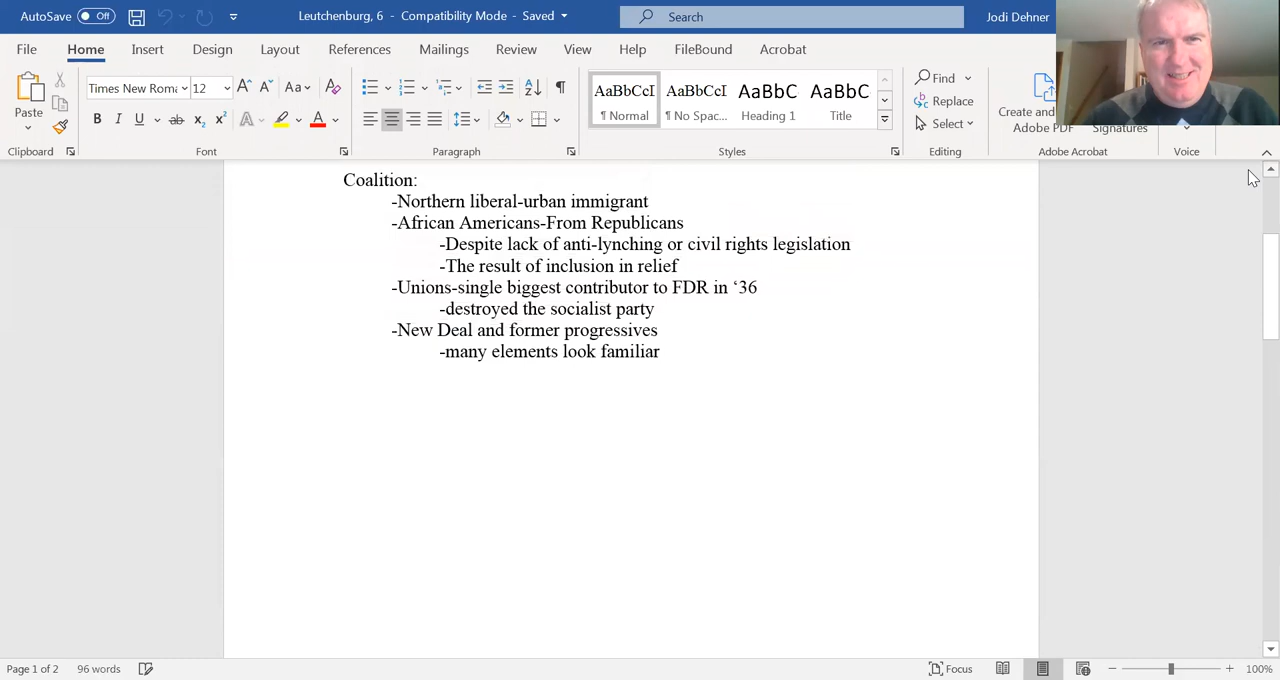 AutoSave Off Leutchenburg, 6 - Compatibility Mode - Saved Search Jodi Dehner
File Home Insert Design Layout References Mailings Review View Help FileBound Acrobat
Paste Times New Roma 12 Aa AaBbCcI AaBbCcI AaBbC AaBbC Find
B I U ab x₂ x² A A ¶ Normal ¶ No Spac... Heading 1 Title Replace Create and
Select Adobe PDF Signatures
Clipboard Font Paragraph Styles Editing Adobe Acrobat Voice
Coalition:
-Northern liberal-urban immigrant
-African Americans-From Republicans
-Despite lack of anti-lynching or civil rights legislation
-The result of inclusion in relief
-Unions-single biggest contributor to FDR in ‘36
-destroyed the socialist party
-New Deal and former progressives
-many elements look familiar
Page 1 of 2 96 words Focus 100%